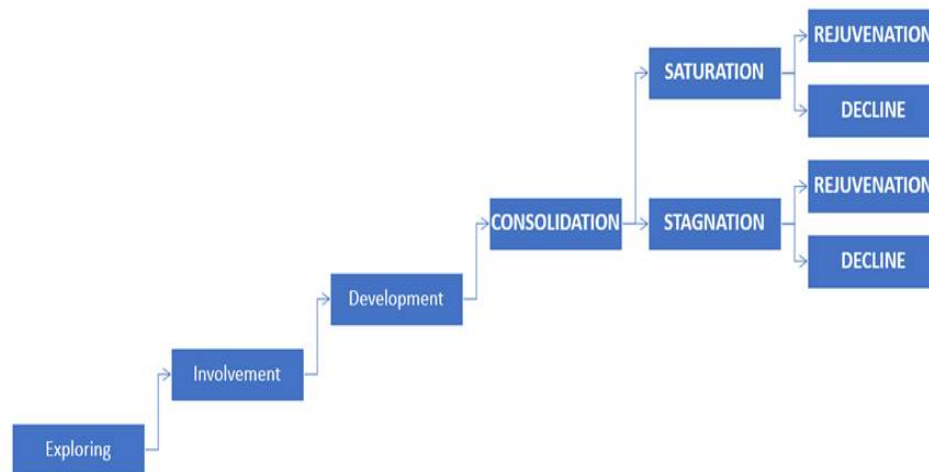 REJUVENATION
SATURATION
DECLINE
REJUVENATION
CONSOLIDATION
STAGNATION
DECLINE
Development
Involvement
Exploring